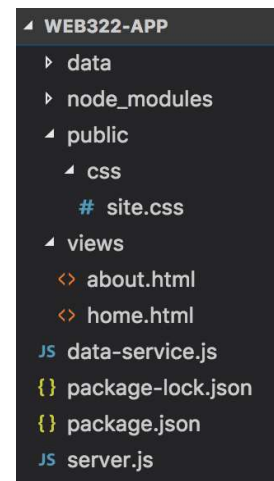 WEB322-APP
data
node_modules
public
css
# site.css
views
<> about.html
<> home.html
JS data-service.js
{} package-lock.json
{} package.json
JS server.js